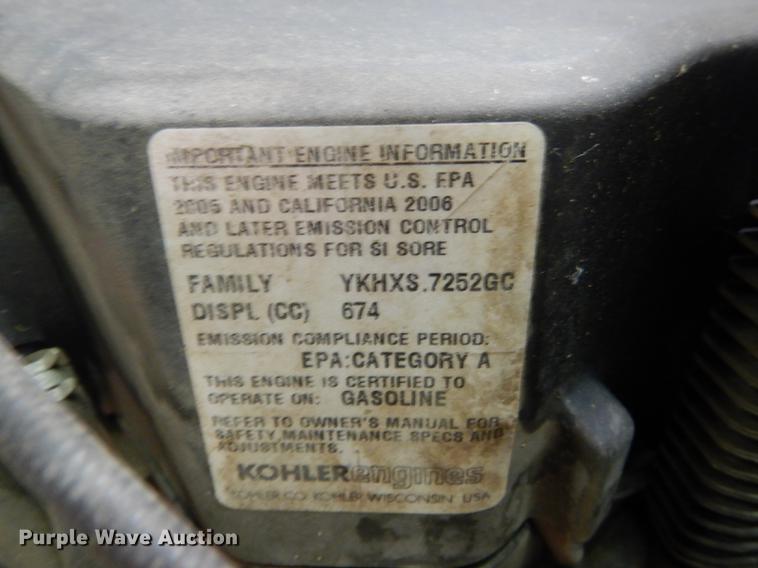 IMPORTANT ENGINE INFORMATION
THIS ENGINE MEETS U.S. EPA
2005 AND CALIFORNIA 2006
AND LATER EMISSION CONTROL
REGULATIONS FOR SI SORE
FAMILY YKHXS.7252GC
DISPL (CC) 674
EMISSION COMPLIANCE PERIOD:
EPA:CATEGORY A
THIS ENGINE IS CERTIFIED TO
OPERATE ON: GASOLINE
REFER TO OWNER'S MANUAL FOR
SAFETY, MAINTENANCE SPECS AND
ADJUSTMENTS.
KOHLERengines
KOHLER CO. KOHLER WISCONSIN USA
Purple Wave Auction